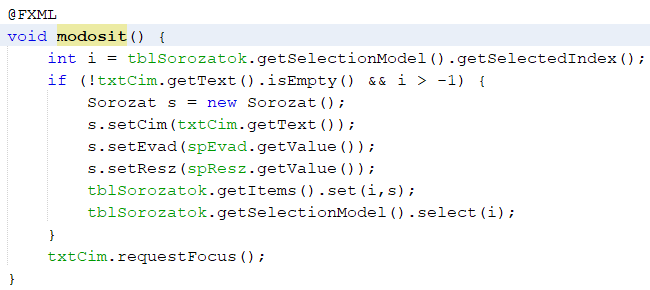 @FXML
void modosit() {
    int i = tblSorozatok.getSelectionModel().getSelectedIndex();
    if (!txtCim.getText().isEmpty() && i > -1) {
        Sorozat s = new Sorozat();
        s.setCim(txtCim.getText());
        s.setEvad(spEvad.getValue());
        s.setResz(spResz.getValue());
        tblSorozatok.getItems().set(i,s);
        tblSorozatok.getSelectionModel().select(i);
    }
    txtCim.requestFocus();
}